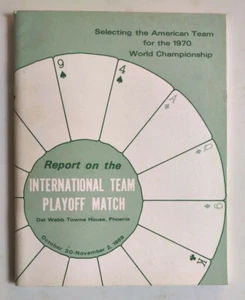 Selecting the American Team
for the 1970
World Championship
9
4
A
Report on the
INTERNATIONAL TEAM
PLAYOFF MATCH
Del Webb Towne House, Phoenix
October 30-November 3, 1969
K